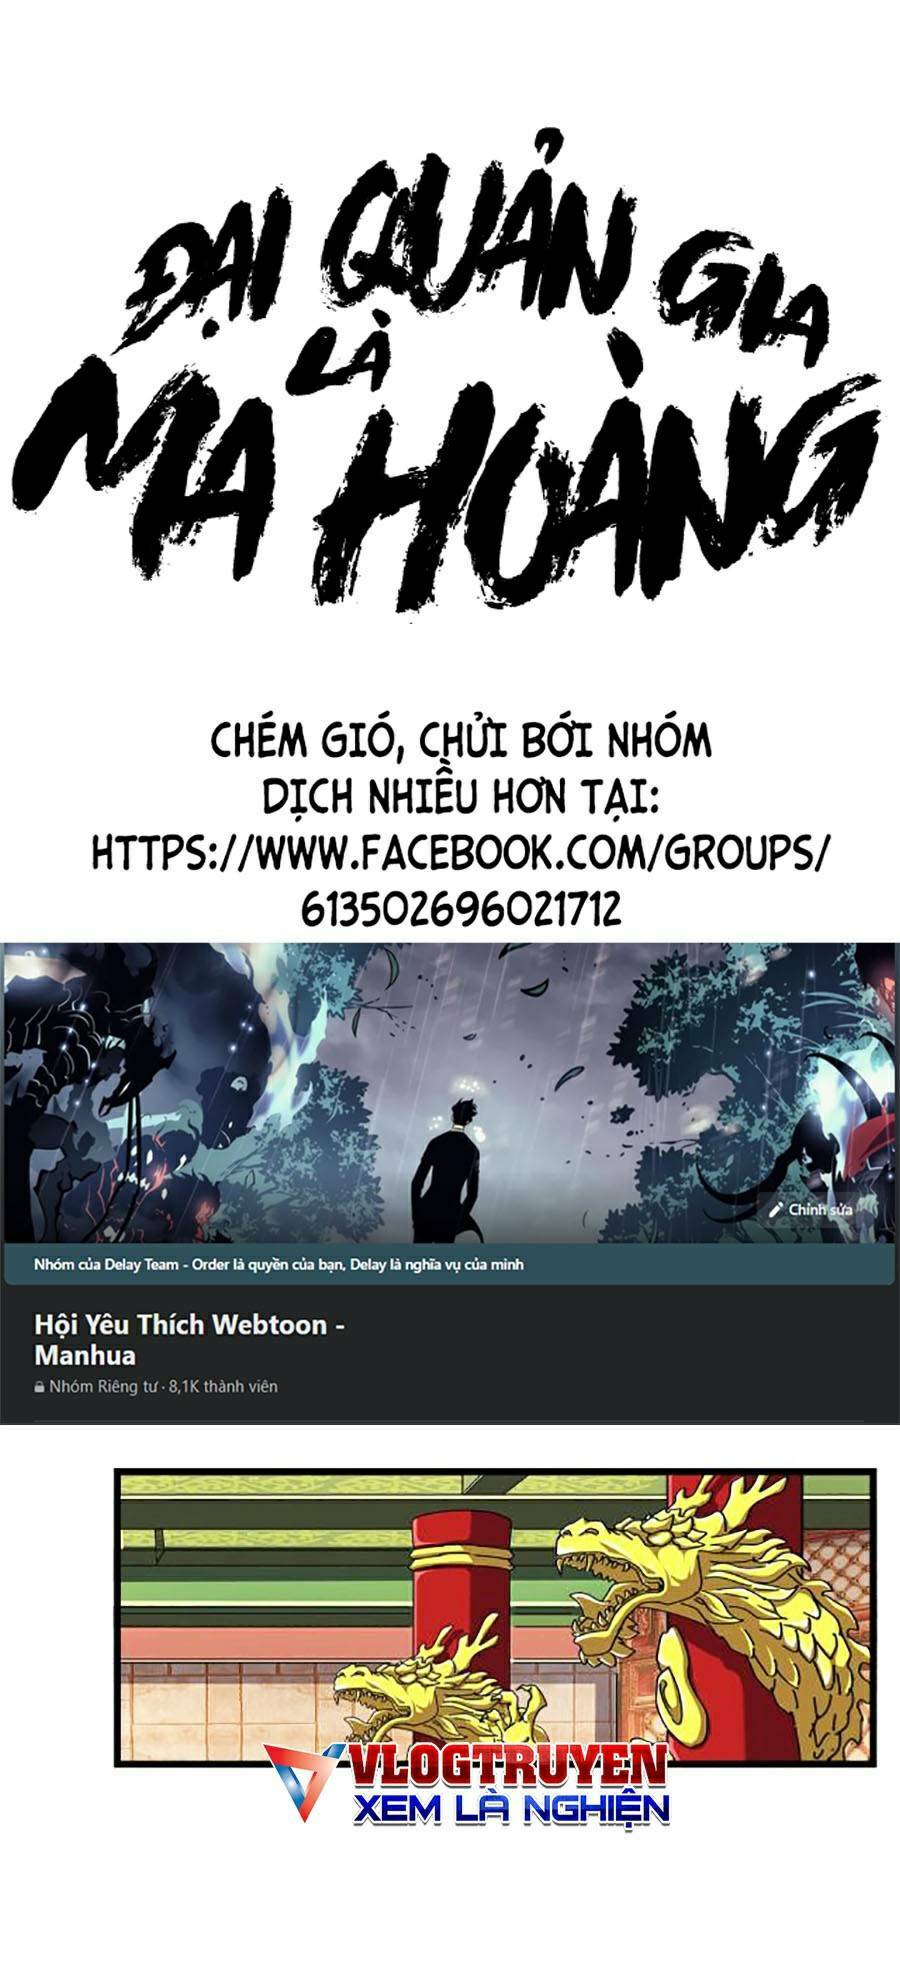 ĐẠI QUẢN GIA
LÀ
MA HOÀNG
CHÉM GIÓ, CHỬI BỚI NHÓM
DỊCH NHIỀU HƠN TẠI:
HTTPS://WWW.FACEBOOK.COM/GROUPS/
613502696021712
Chỉnh sửa
Nhóm của Delay Team - Order là quyền của bạn, Delay là nghĩa vụ của mình
Hội Yêu Thích Webtoon -
Manhua
Nhóm Riêng tư · 8,1K thành viên
VLOGTRUYEN
XEM LÀ NGHIỆN